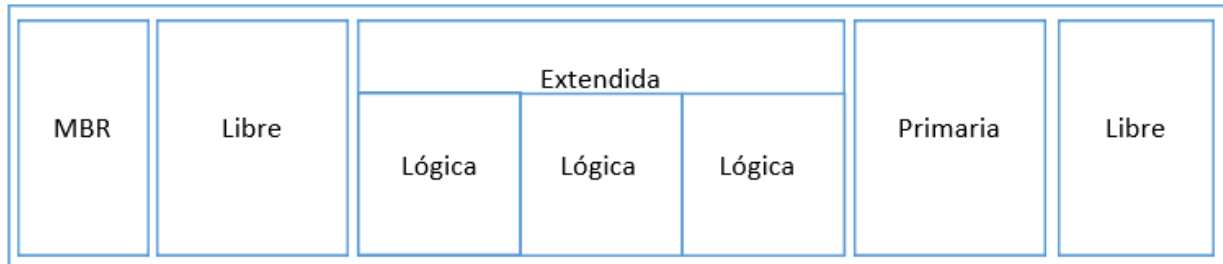 MBR
Libre
Extendida
Lógica
Lógica
Lógica
Primaria
Libre